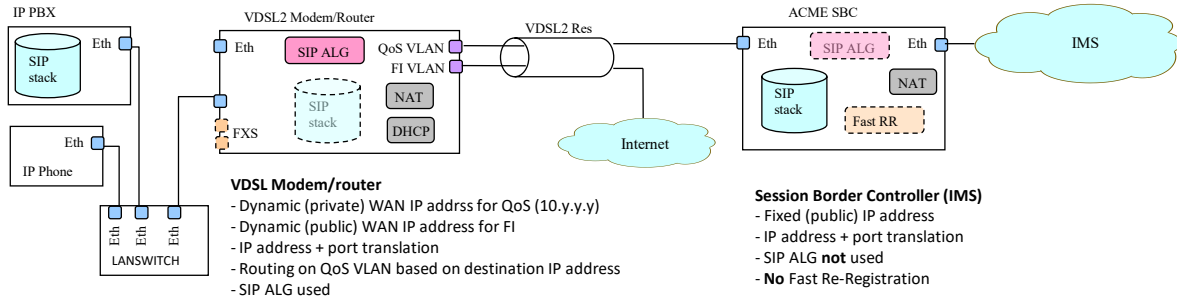 IP PBX
Eth
SIP
stack
Eth
IP Phone
Eth
Eth
Eth
LANSWITCH
VDSL2 Modem/Router
Eth
SIP ALG
QoS VLAN
FI VLAN
NAT
SIP
stack
DHCP
FXS
VDSL2 Res
Internet
ACME SBC
Eth
SIP ALG
Eth
NAT
SIP
stack
Fast RR
IMS
VDSL Modem/router
- Dynamic (private) WAN IP addrss for QoS (10.y.y.y)
- Dynamic (public) WAN IP address for FI
- IP address + port translation
- Routing on QoS VLAN based on destination IP address
- SIP ALG used
Session Border Controller (IMS)
- Fixed (public) IP address
- IP address + port translation
- SIP ALG not used
- No Fast Re-Registration